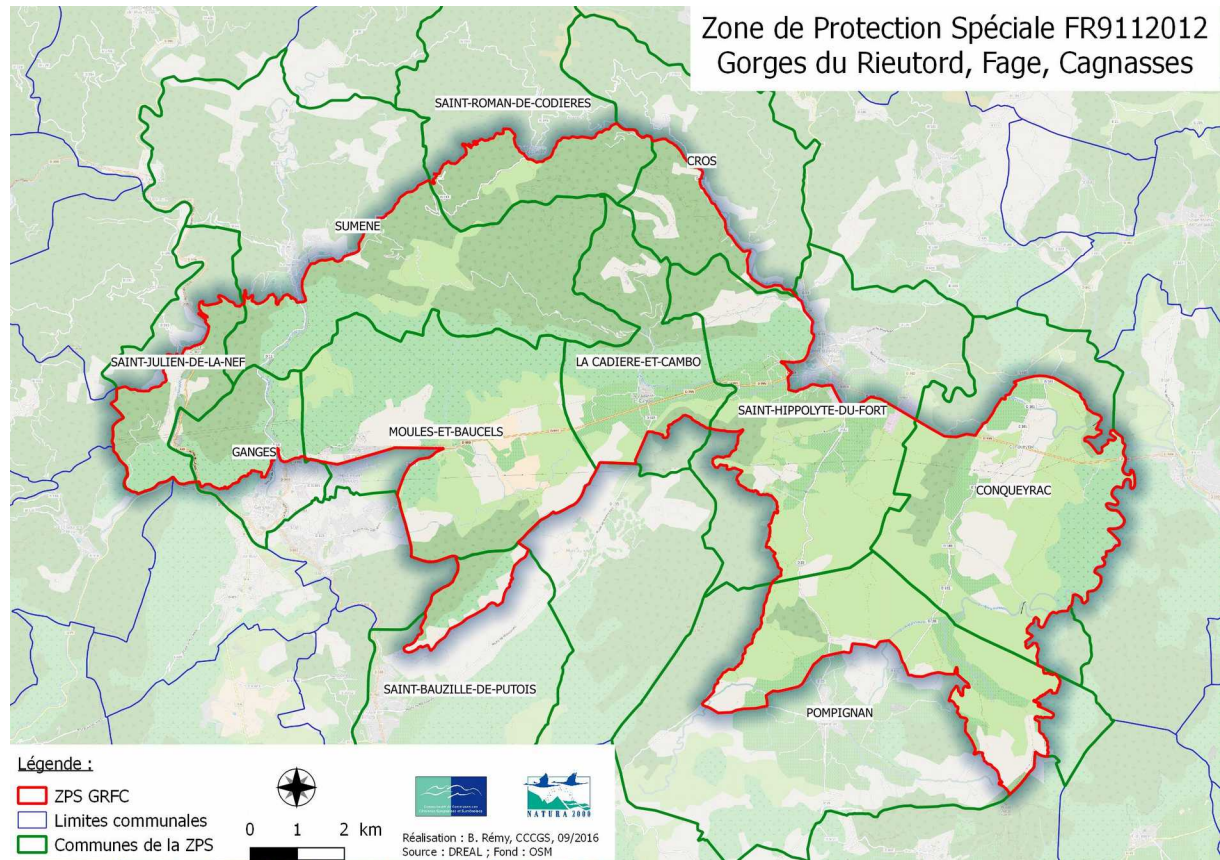 Zone de Protection Spéciale FR9112012
Gorges du Rieutord, Fage, Cagnasses
SAINT-ROMAN-DE-CODIERES
CROS
SUMENE
SAINT-JULIEN-DE-LA-NEF
LA CADIERE-ET-CAMBO
SAINT-HIPPOLYTE-DU-FORT
MOULES-ET-BAUCELS
GANGES
CONQUEYRAC
SAINT-BAUZILLE-DE-PUTOIS
POMPIGNAN
Légende :
ZPS GRFC
Limites communales
Communes de la ZPS
0 1 2 km
NATURA 2000
Réalisation : B. Rémy, CCCGS, 09/2016
Source : DREAL ; Fond : OSM